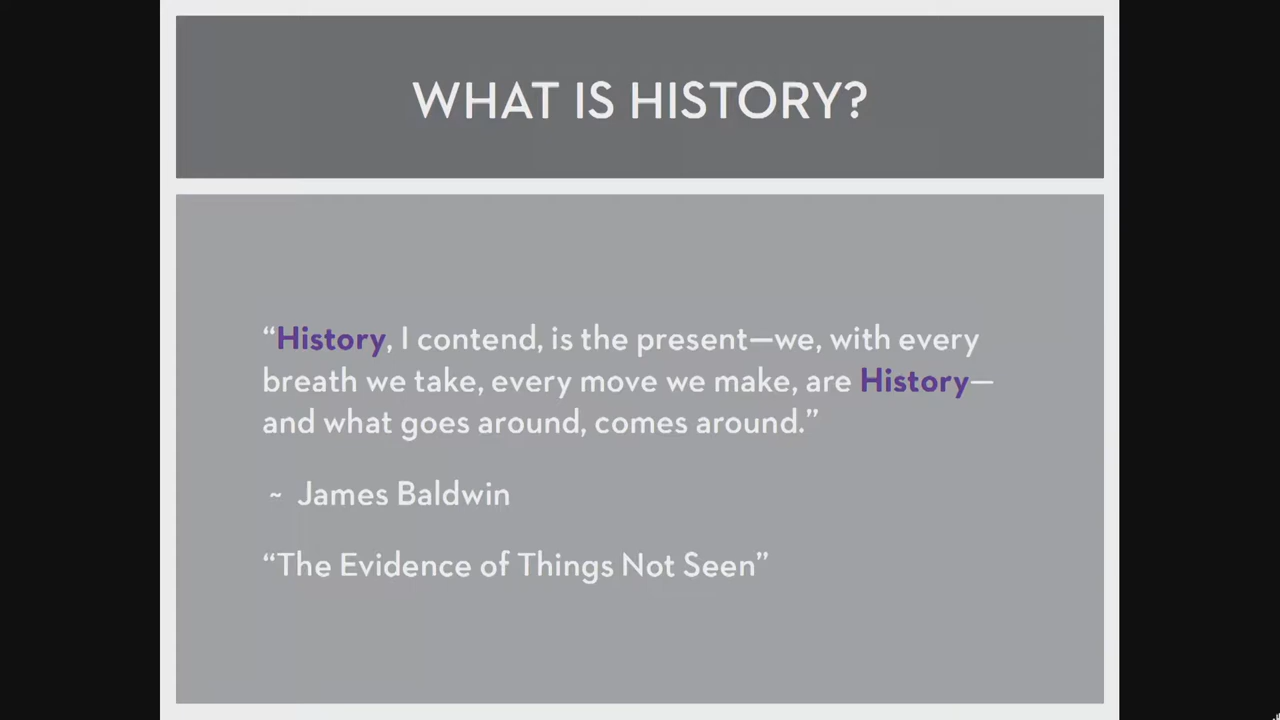 WHAT IS HISTORY?
“History, I contend, is the present—we, with every
breath we take, every move we make, are History—
and what goes around, comes around.”
~ James Baldwin
“The Evidence of Things Not Seen”